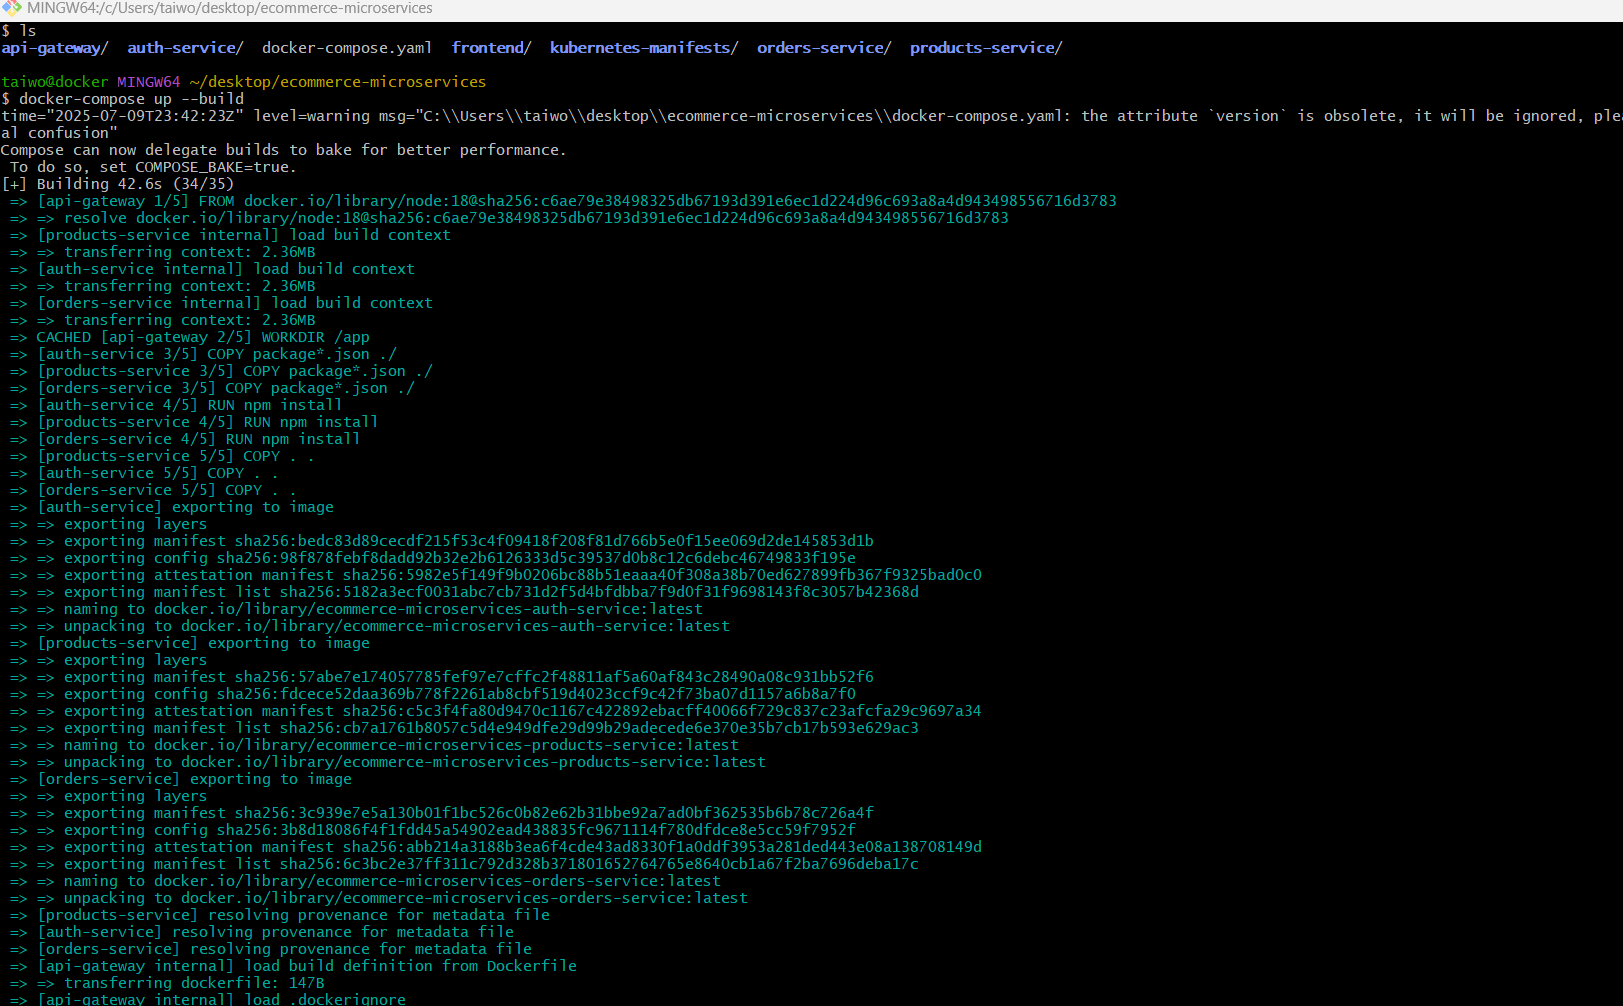 MINGW64:/c/Users/taiwo/desktop/ecommerce-microservices
$ ls
api-gateway/  auth-service/  docker-compose.yaml  frontend/  kubernetes-manifests/  orders-service/  products-service/
taiwo@docker MINGW64 ~/desktop/ecommerce-microservices
$ docker-compose up --build
time="2025-07-09T23:42:23Z" level=warning msg="C:\\Users\\taiwo\\desktop\\ecommerce-microservices\\docker-compose.yaml: the attribute `version` is obsolete, it will be ignored, plea
al confusion"
Compose can now delegate builds to bake for better performance.
 To do so, set COMPOSE_BAKE=true.
[+] Building 42.6s (34/35)
 => [api-gateway 1/5] FROM docker.io/library/node:18@sha256:c6ae79e38498325db67193d391e6ec1d224d96c693a8a4d943498556716d3783
 => => resolve docker.io/library/node:18@sha256:c6ae79e38498325db67193d391e6ec1d224d96c693a8a4d943498556716d3783
 => [products-service internal] load build context
 => => transferring context: 2.36MB
 => [auth-service internal] load build context
 => => transferring context: 2.36MB
 => [orders-service internal] load build context
 => => transferring context: 2.36MB
 => CACHED [api-gateway 2/5] WORKDIR /app
 => [auth-service 3/5] COPY package*.json ./
 => [products-service 3/5] COPY package*.json ./
 => [orders-service 3/5] COPY package*.json ./
 => [auth-service 4/5] RUN npm install
 => [products-service 4/5] RUN npm install
 => [orders-service 4/5] RUN npm install
 => [products-service 5/5] COPY . .
 => [auth-service 5/5] COPY . .
 => [orders-service 5/5] COPY . .
 => [auth-service] exporting to image
 => => exporting layers
 => => exporting manifest sha256:bedc83d89cecdf215f53c4f09418f208f81d766b5e0f15ee069d2de145853d1b
 => => exporting config sha256:98f878febf8dadd92b32e2b6126333d5c39537d0b8c12c6debc46749833f195e
 => => exporting attestation manifest sha256:5982e5f149f9b0206bc88b51eaaa40f308a38b70ed627899fb367f9325bad0c0
 => => exporting manifest list sha256:5182a3ecf0031abc7cb731d2f5d4bfdbba7f9d0f31f9698143f8c3057b42368d
 => => naming to docker.io/library/ecommerce-microservices-auth-service:latest
 => => unpacking to docker.io/library/ecommerce-microservices-auth-service:latest
 => [products-service] exporting to image
 => => exporting layers
 => => exporting manifest sha256:57abe7e174057785fef97e7cffc2f48811af5a60af843c28490a08c931bb52f6
 => => exporting config sha256:fdcece52daa369b778f2261ab8cbf519d4023ccf9c42f73ba07d1157a6b8a7f0
 => => exporting attestation manifest sha256:c5c3f4fa80d9470c1167c422892ebacff40066f729c837c23afcfa29c9697a34
 => => exporting manifest list sha256:cb7a1761b8057c5d4e949dfe29d99b29adecede6e370e35b7cb17b593e629ac3
 => => naming to docker.io/library/ecommerce-microservices-products-service:latest
 => => unpacking to docker.io/library/ecommerce-microservices-products-service:latest
 => [orders-service] exporting to image
 => => exporting layers
 => => exporting manifest sha256:3c939e7e5a130b01f1bc526c0b82e62b31bbe92a7ad0bf362535b6b78c726a4f
 => => exporting config sha256:3b8d18086f4f1fdd45a54902ead438835fc9671114f780dfdce8e5cc59f7952f
 => => exporting attestation manifest sha256:abb214a3188b3ea6f4cde43ad8330f1a0ddf3953a281ded443e08a138708149d
 => => exporting manifest list sha256:6c3bc2e37ff311c792d328b371801652764765e8640cb1a67f2ba7696deba17c
 => => naming to docker.io/library/ecommerce-microservices-orders-service:latest
 => => unpacking to docker.io/library/ecommerce-microservices-orders-service:latest
 => [products-service] resolving provenance for metadata file
 => [auth-service] resolving provenance for metadata file
 => [orders-service] resolving provenance for metadata file
 => [api-gateway internal] load build definition from Dockerfile
 => => transferring dockerfile: 147B
 => [api-gateway internal] load .dockerignore